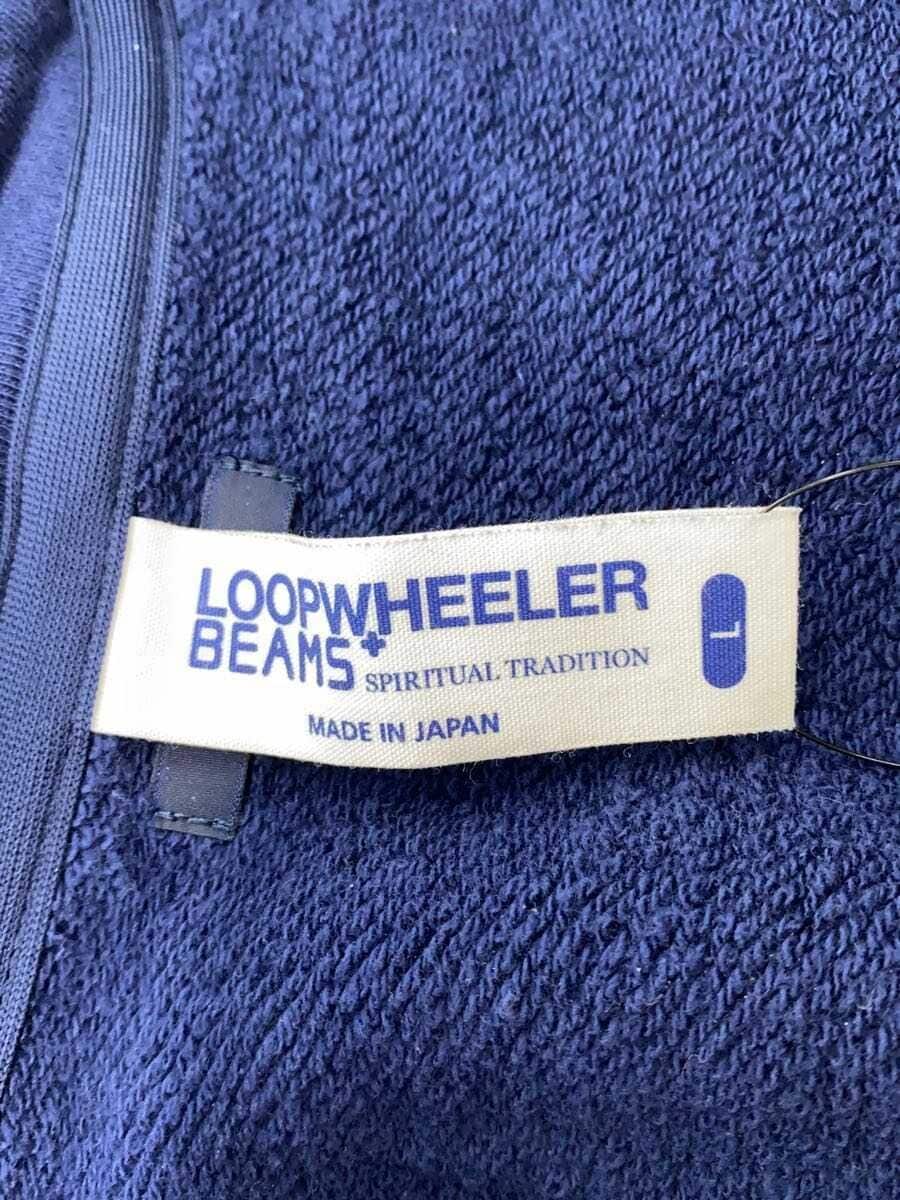 LOOPWHEELER
BEAMS+
SPIRITUAL TRADITION
MADE IN JAPAN
L